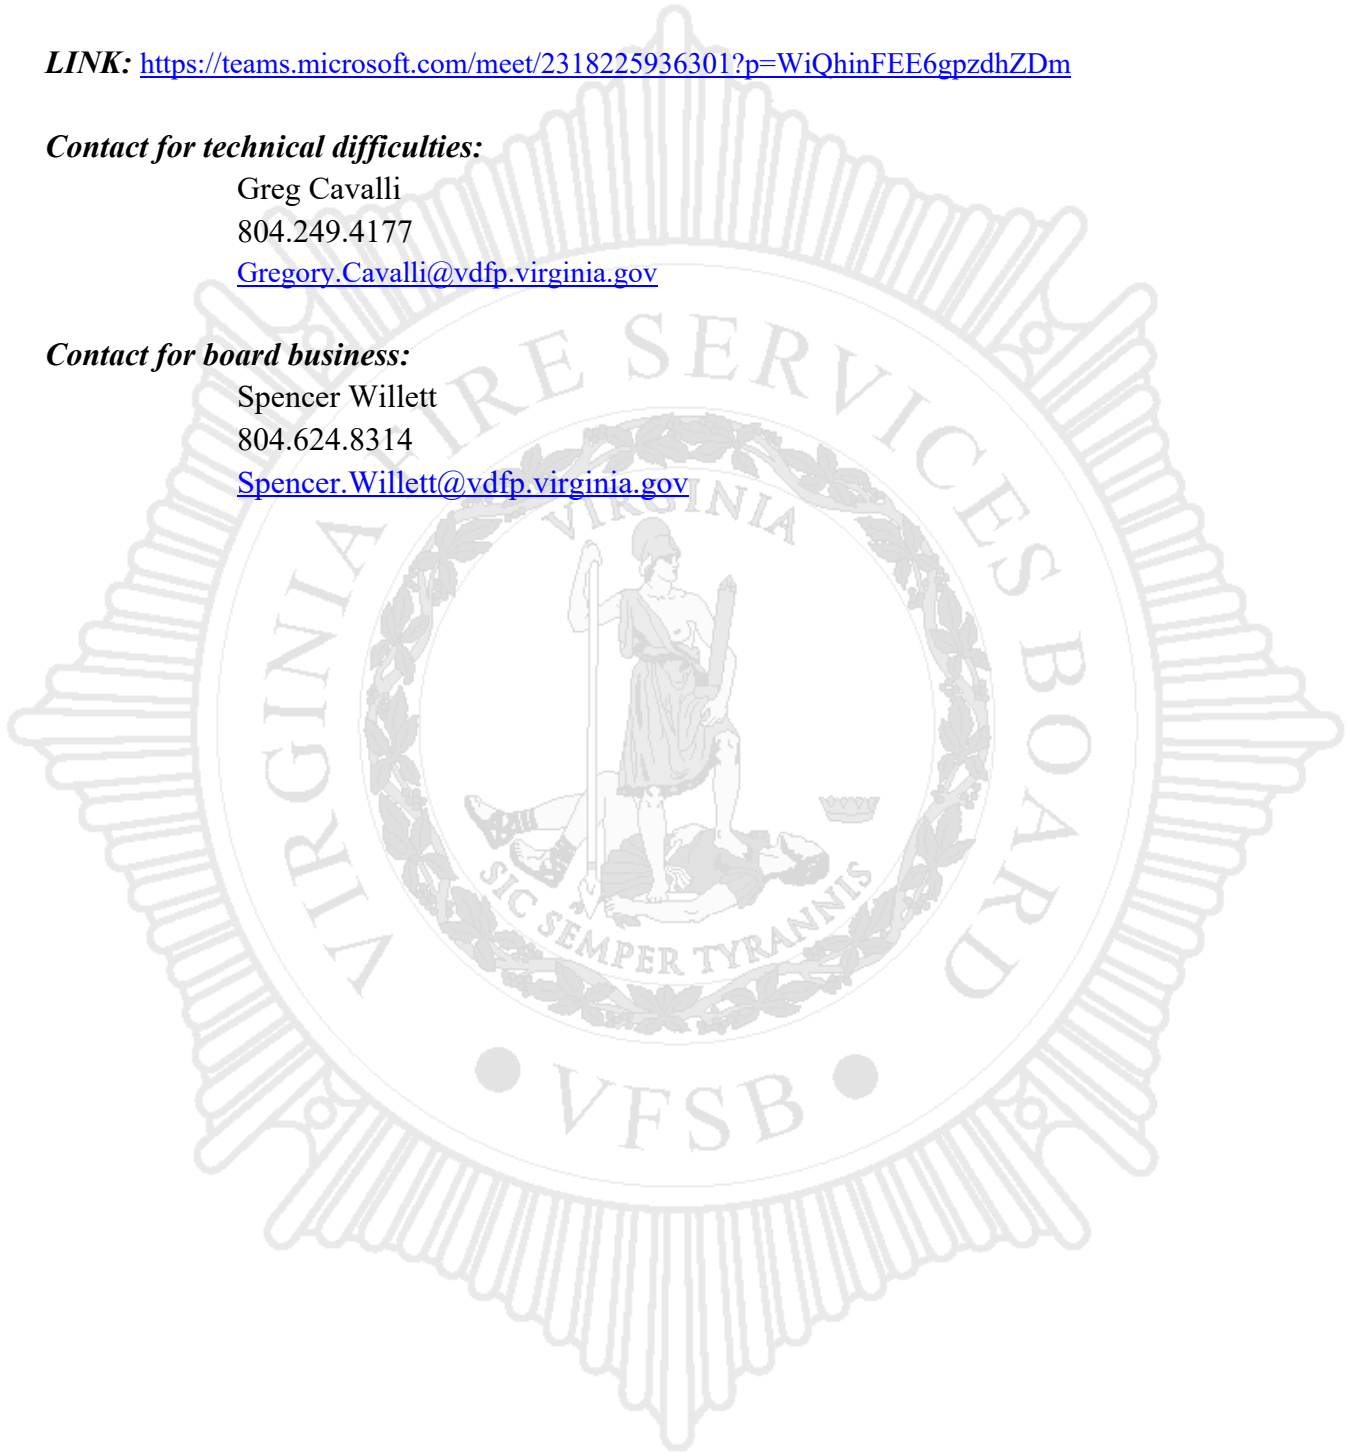 LINK: https://teams.microsoft.com/meet/2318225936301?p=WiQhinFEE6gpzdhZDm
Contact for technical difficulties:
Greg Cavalli
804.249.4177
Gregory.Cavalli@vdfp.virginia.gov
Contact for board business:
Spencer Willett
804.624.8314
Spencer.Willett@vdfp.virginia.gov
VIRGINIA FIRE SERVICES BOARD
VIRGINIA
SIC SEMPER TYRANNIS
• VFSB •